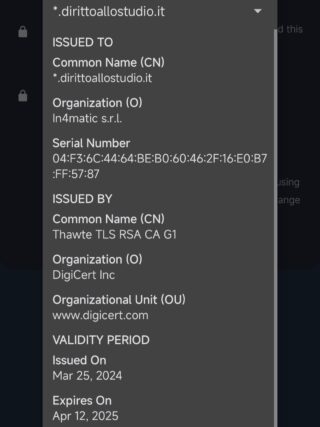 *.dirittoallostudio.it
d this
ISSUED TO
Common Name (CN)
*.dirittoallostudio.it
Organization (O)
In4matic s.r.l.
Serial Number
04:F3:6C:44:64:BE:B0:60:46:2F:16:E0:B7
:FF:57:87
using
ISSUED BY
ange
Common Name (CN)
Thawte TLS RSA CA G1
Organization (O)
DigiCert Inc
Organizational Unit (OU)
www.digicert.com
VALIDITY PERIOD
Issued On
Mar 25, 2024
Expires On
Apr 12, 2025